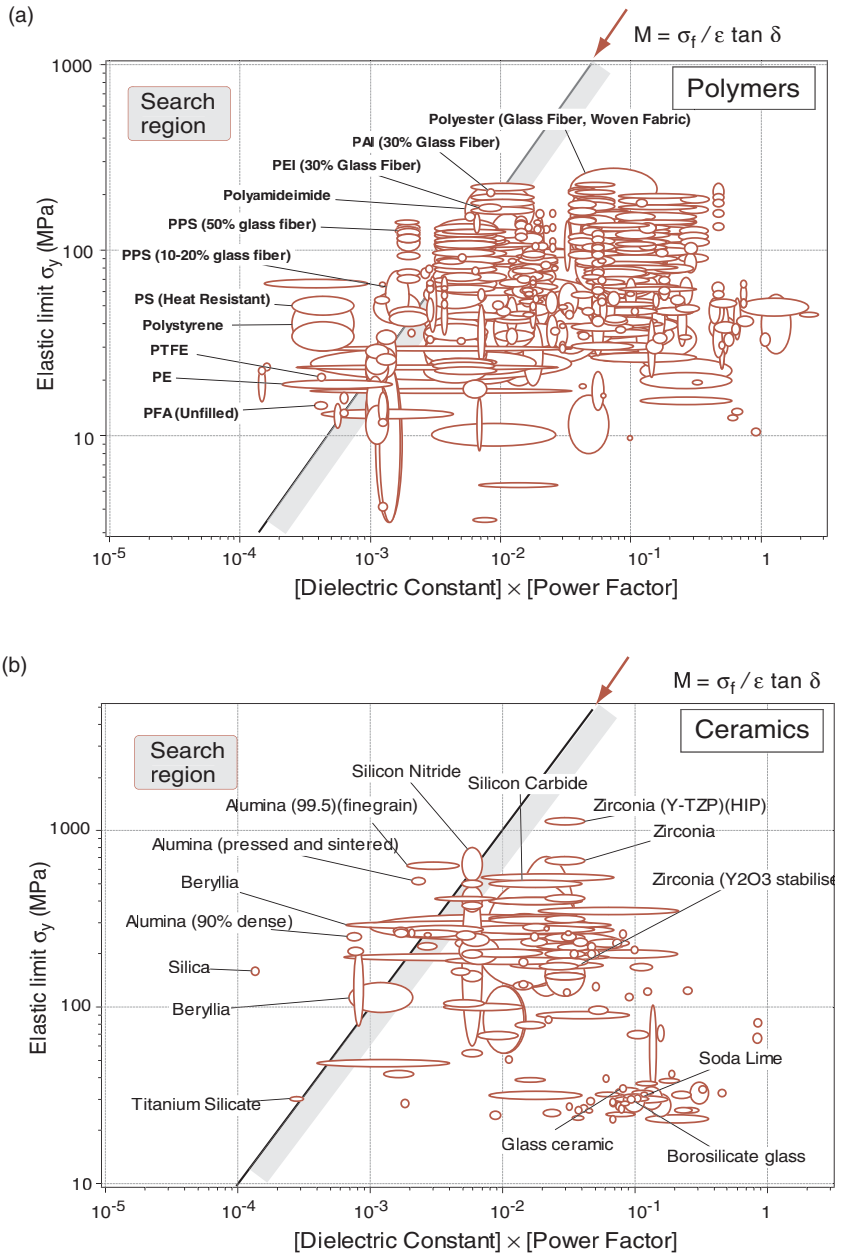 (a)
M = σf / ε tan δ
1000
Search
region
Polymers
Polyester (Glass Fiber, Woven Fabric)
PAI (30% Glass Fiber)
PEI (30% Glass Fiber)
Polyamideimide
PPS (50% glass fiber)
100
PPS (10-20% glass fiber)
PS (Heat Resistant)
Polystyrene
PTFE
PE
PFA (Unfilled)
10
Elastic limit σy (MPa)
10-5
10-4
10-3
10-2
10-1
1
[Dielectric Constant] × [Power Factor]
(b)
M = σf / ε tan δ
Search
region
Ceramics
Silicon Nitride
Silicon Carbide
Alumina (99.5)(finegrain)
Zirconia (Y-TZP)(HIP)
1000
Alumina (pressed and sintered)
Zirconia
Beryllia
Zirconia (Y2O3 stabilise
Alumina (90% dense)
Silica
100
Beryllia
Soda Lime
Titanium Silicate
Glass ceramic
Borosilicate glass
10
Elastic limit σy (MPa)
10-5
10-4
10-3
10-2
10-1
1
[Dielectric Constant] × [Power Factor]